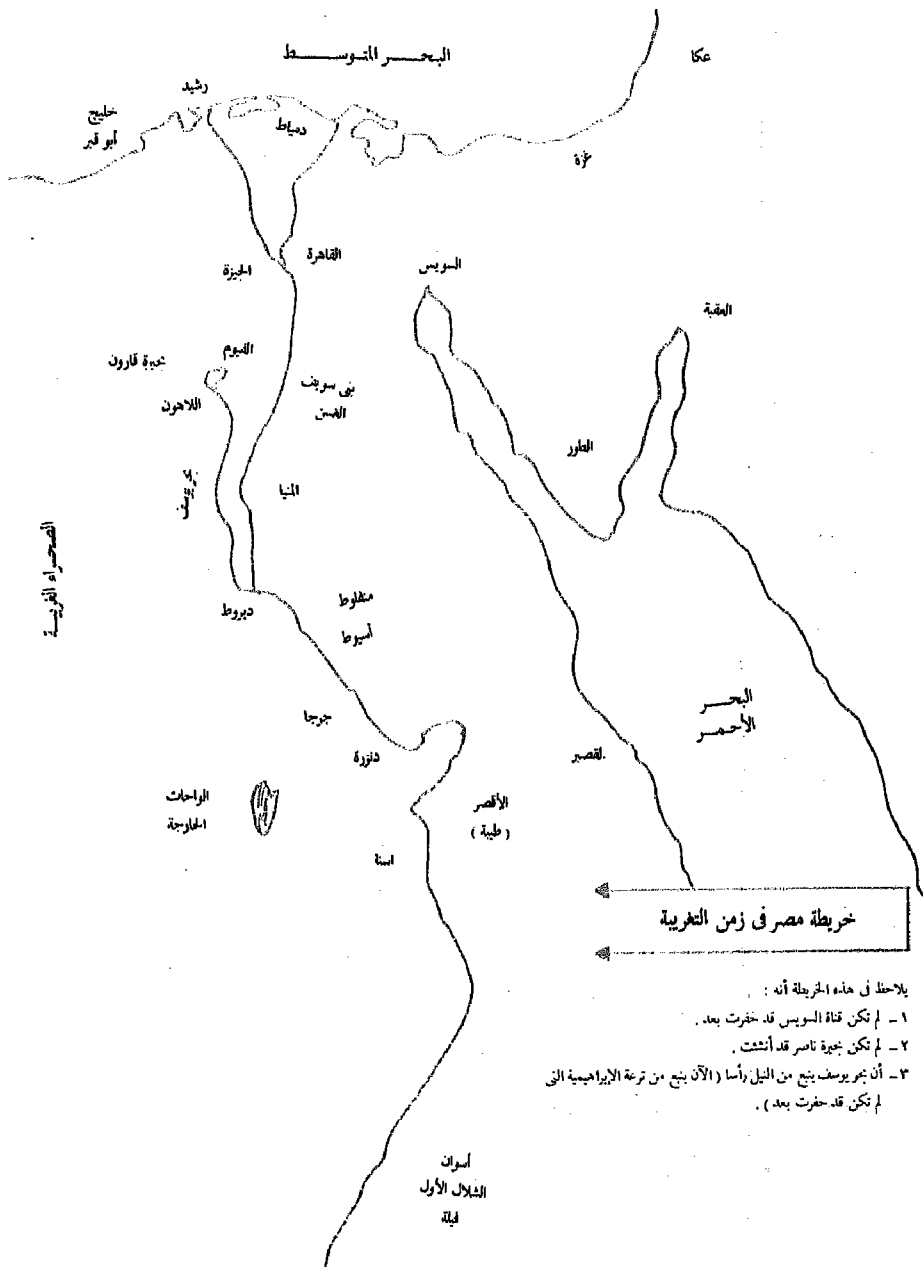 البحر المتوسط
عكا
رشيد
خليج
أبو قير
دمياط
غزة
القاهرة
الجيزة
السويس
العقبة
الفيوم
بحيرة قارون
اللاهون
بنى سويف
الفشن
الطور
بحر يوسف
المنيا
الصحراء الغربية
ديروط
منفلوط
أسيوط
البحر
الأحمر
جرجا
دندرة
القصير
الواحات
الخارجة
الأقصر
( طيبة )
اسنا
خريطة مصر فى زمن التغريبة
يلاحظ فى هذه الخريطة أنه :
١ – لم تكن قناة السويس قد حفرت بعد .
٢ – لم تكن بحيرة ناصر قد أنشئت .
٣ – أن بحر يوسف ينبع من النيل رأسا ( الآن ينبع من ترعة الإبراهيمية التى
لم تكن قد حفرت بعد ) .
أسوان
الشلال الأول
فيلة